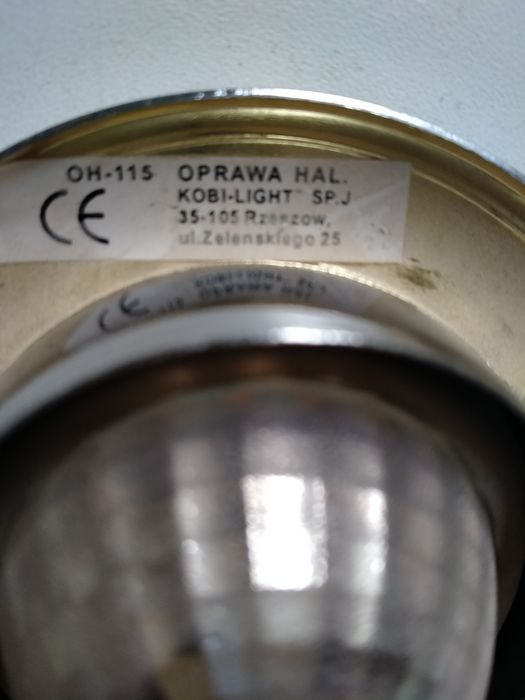 OH-115 OPRAWA HAL.
CE KOBI-LIGHT SP.J
35-105 Rzeszow,
ul.Zelenskiego 25